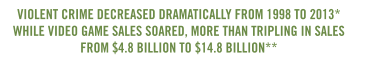 VIOLENT CRIME DECREASED DRAMATICALLY FROM 1998 TO 2013*
WHILE VIDEO GAME SALES SOARED, MORE THAN TRIPLING IN SALES
FROM $4.8 BILLION TO $14.8 BILLION**